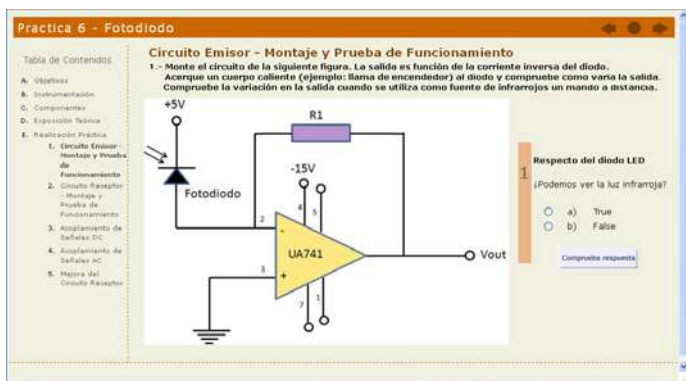 Practica 6 - Fotodiodo
Tabla de Contenidos
A. Objetivos
B. Instrumentación
C. Componentes
D. Exposición Teórica
E. Realización Práctica
1. Circuito Emisor -
Montaje y Prueba
de
Funcionamiento
2. Circuito Receptor
- Montaje y
Prueba de
Funcionamiento
3. Acoplamiento de
Señales DC
4. Acoplamiento de
Señales AC
5. Mejora del
Circuito Receptor
Circuito Emisor - Montaje y Prueba de Funcionamiento
1.- Monte el circuito de la siguiente figura. La salida es función de la corriente inversa del diodo.
Acerque un cuerpo caliente (ejemplo: llama de encendedor) al diodo y compruebe como varía la salida.
Compruebe la variación en la salida cuando se utiliza como fuente de infrarrojos un mando a distancia.
+5V
R1
-15V
Fotodiodo
4
5
2
-
UA741
Vout
3
+
7
1
1
Respecto del diodo LED
¿Podemos ver la luz infrarroja?
a) True
b) False
Comprueba respuesta